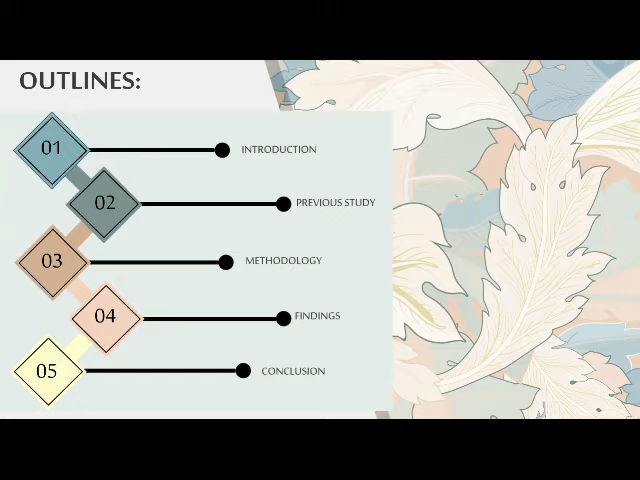 OUTLINES:
01 INTRODUCTION
02 PREVIOUS STUDY
03 METHODOLOGY
04 FINDINGS
05 CONCLUSION